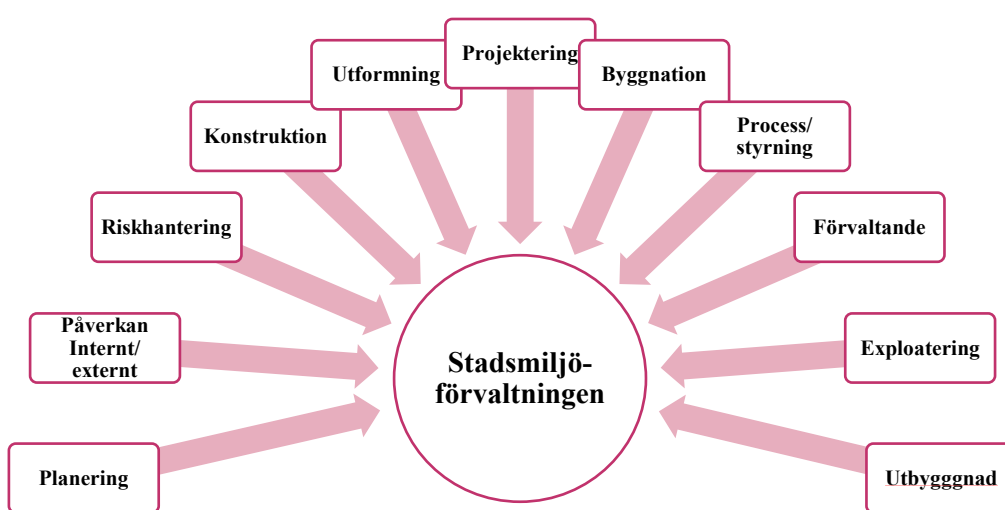 Projektering
Utformning
Byggnation
Konstruktion
Process/
styrning
Riskhantering
Förvaltande
Påverkan
Internt/
externt
Exploatering
Stadsmiljö-
förvaltningen
Planering
Utbygggnad